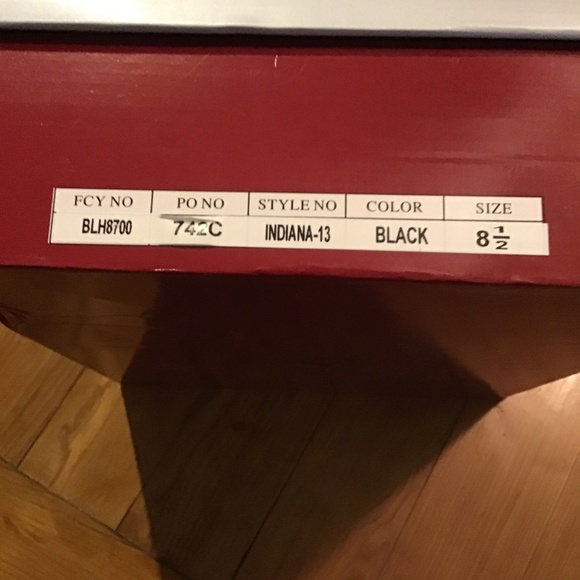 FCY NO PO NO STYLE NO COLOR SIZE
BLH8700 742C INDIANA-13 BLACK 8 1/2